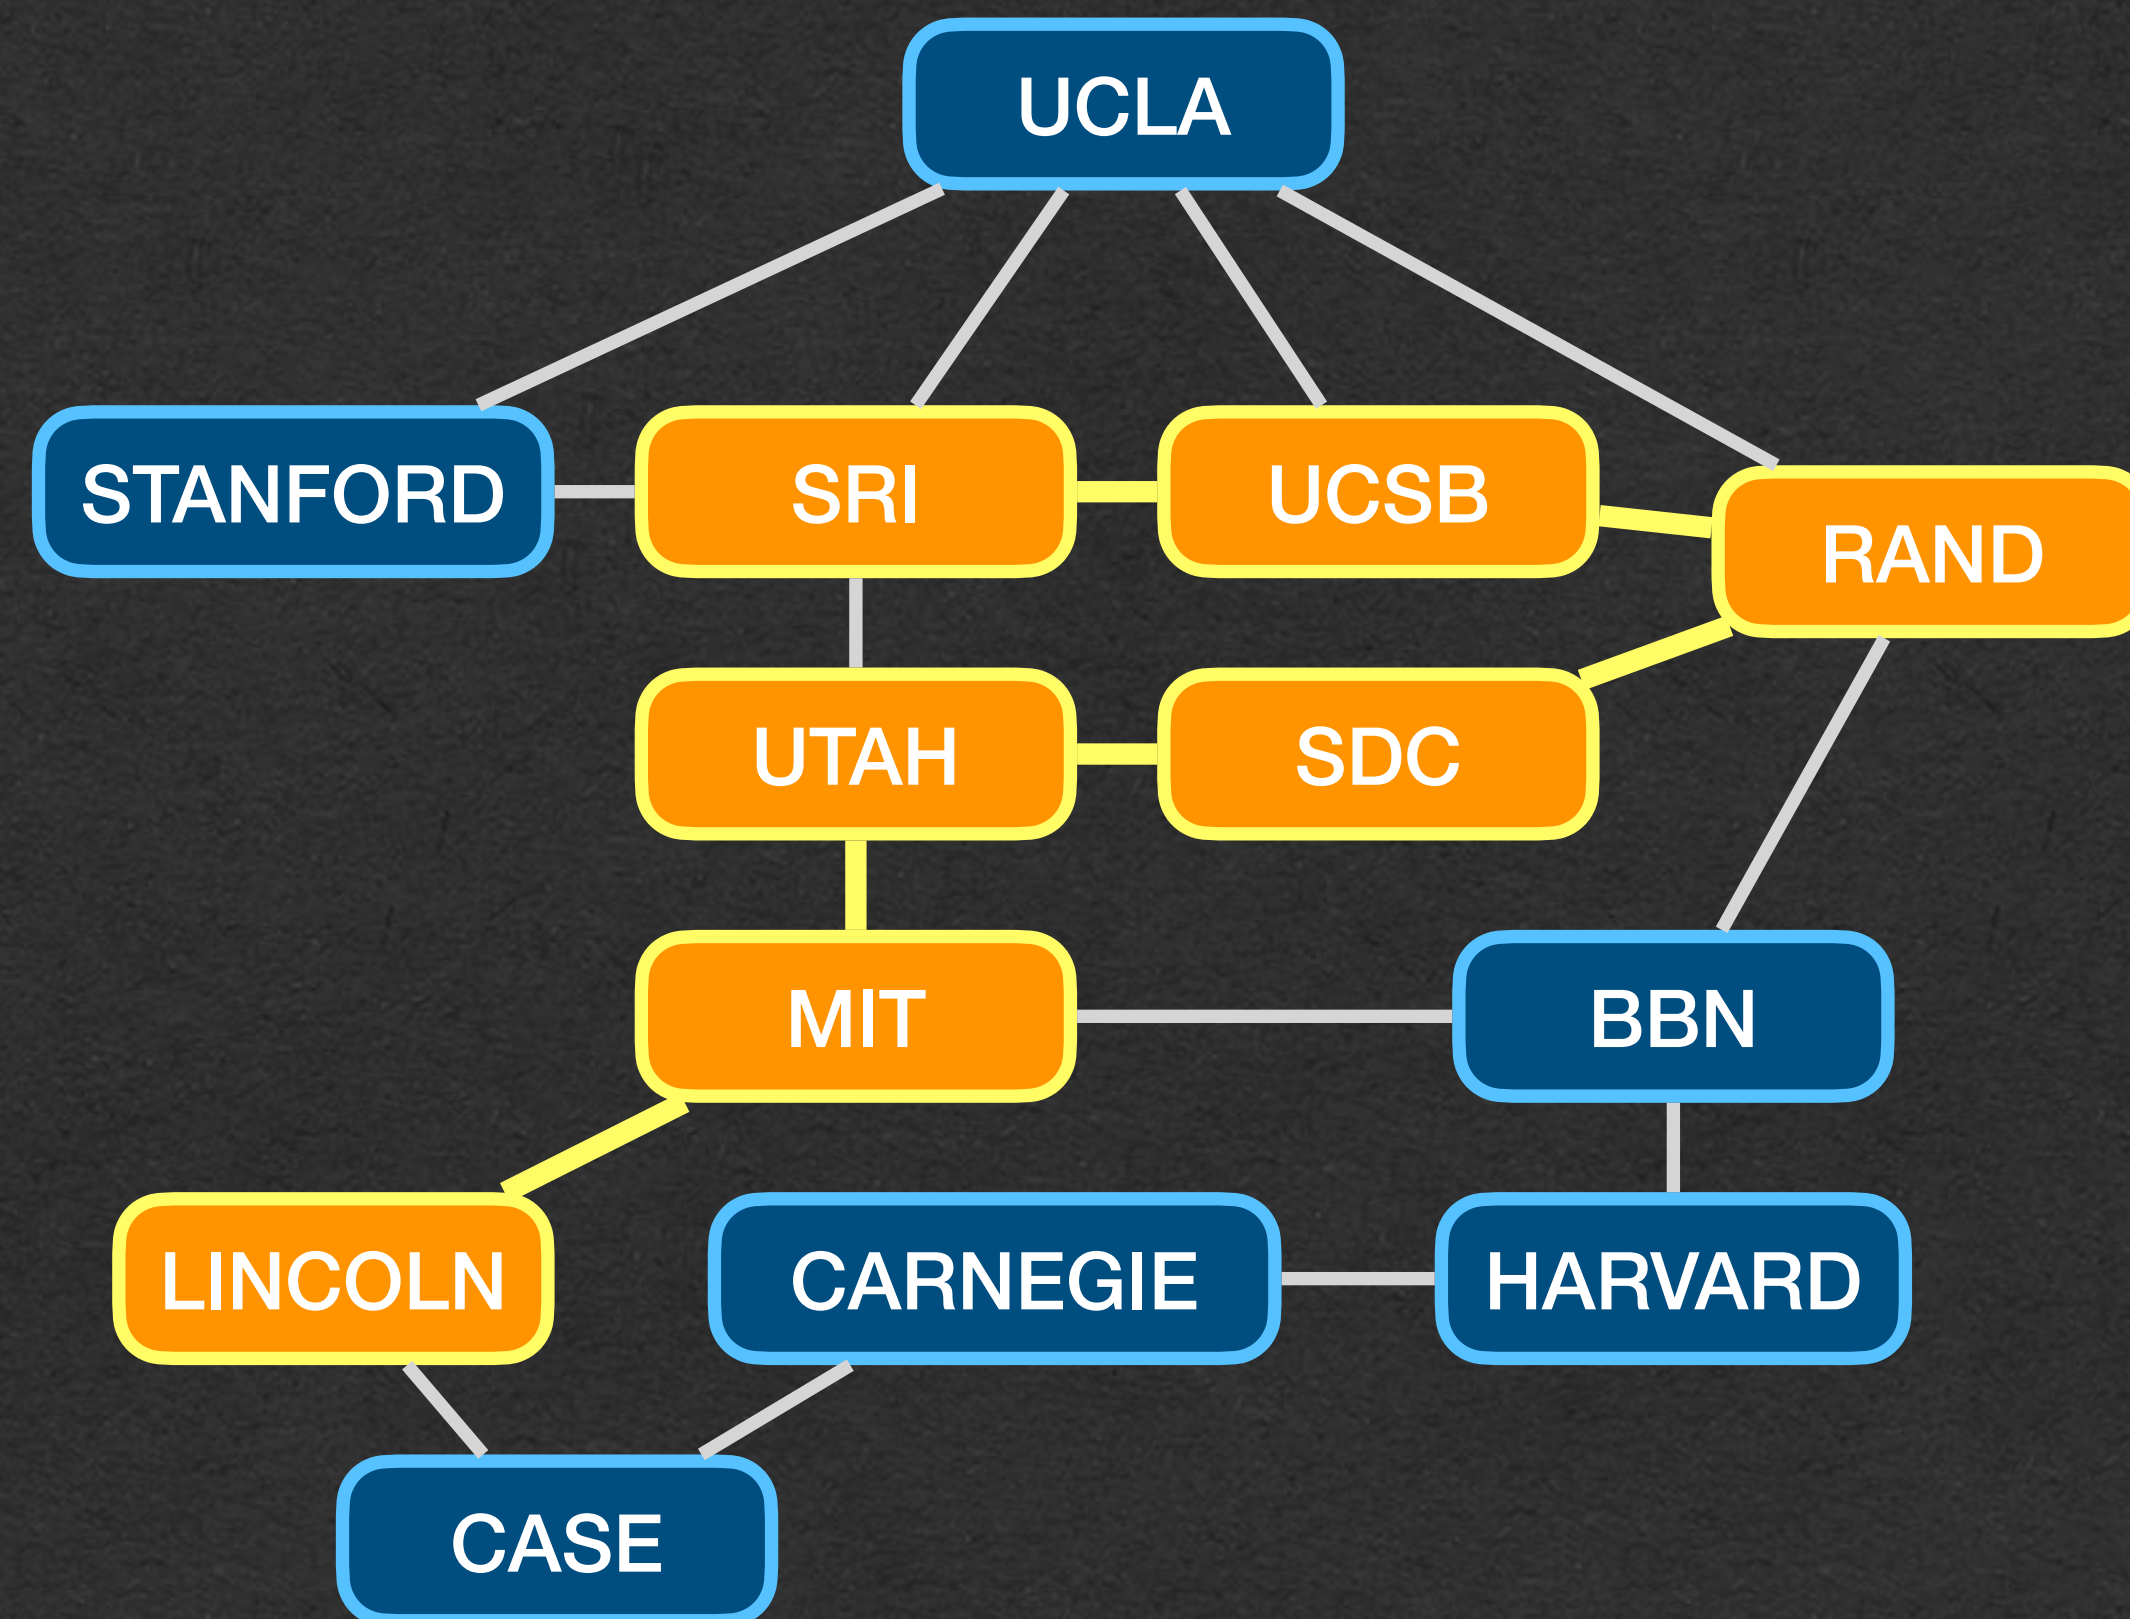 UCLA
STANFORD
SRI
UCSB
RAND
UTAH
SDC
MIT
BBN
LINCOLN
CARNEGIE
HARVARD
CASE